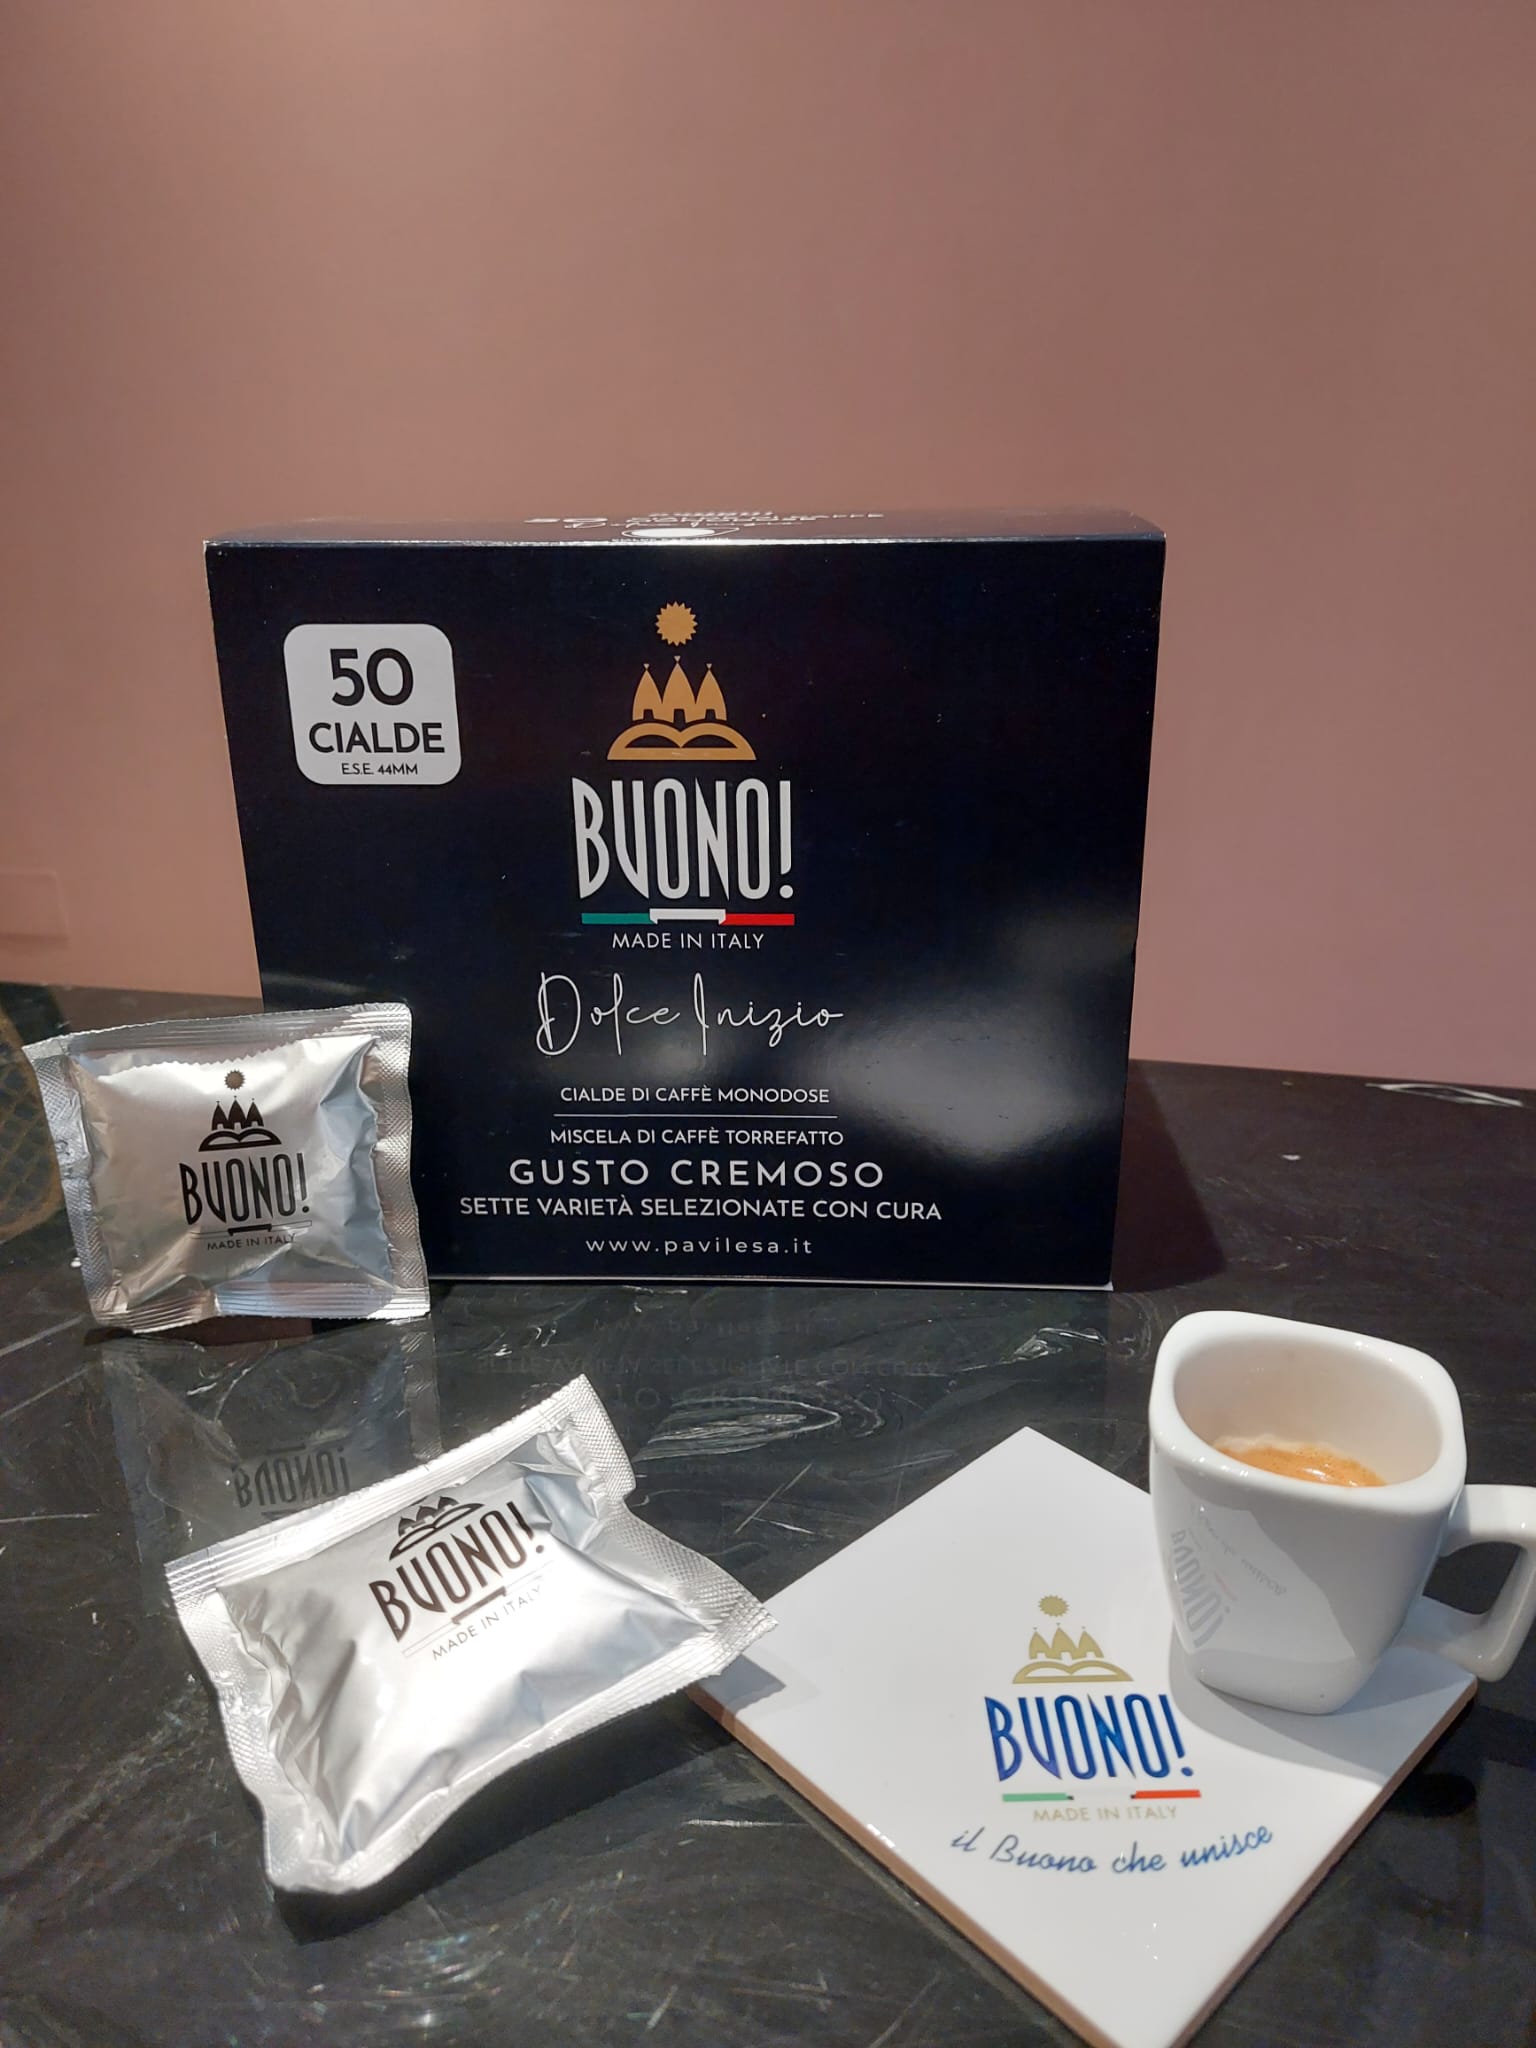 50
CIALDE
E.S.E. 44MM
BUONO!
MADE IN ITALY
Dolce Inizio
CIALDE DI CAFFÈ MONODOSE
MISCELA DI CAFFÈ TORREFATTO
GUSTO CREMOSO
SETTE VARIETÀ SELEZIONATE CON CURA
www.pavilesa.it
BUONO!
MADE IN ITALY
BUONO!
MADE IN ITALY
BUONO!
MADE IN ITALY
il Buono che unisce